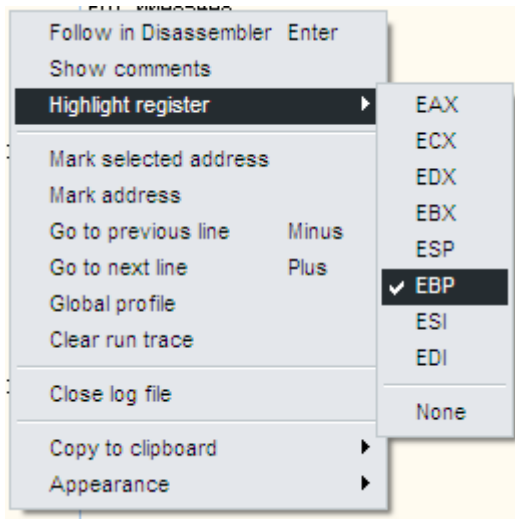 Follow in Disassembler Enter
Show comments
Highlight register
Mark selected address
Mark address
Go to previous line Minus
Go to next line Plus
Global profile
Clear run trace
Close log file
Copy to clipboard
Appearance
EAX
ECX
EDX
EBX
ESP
EBP
ESI
EDI
None